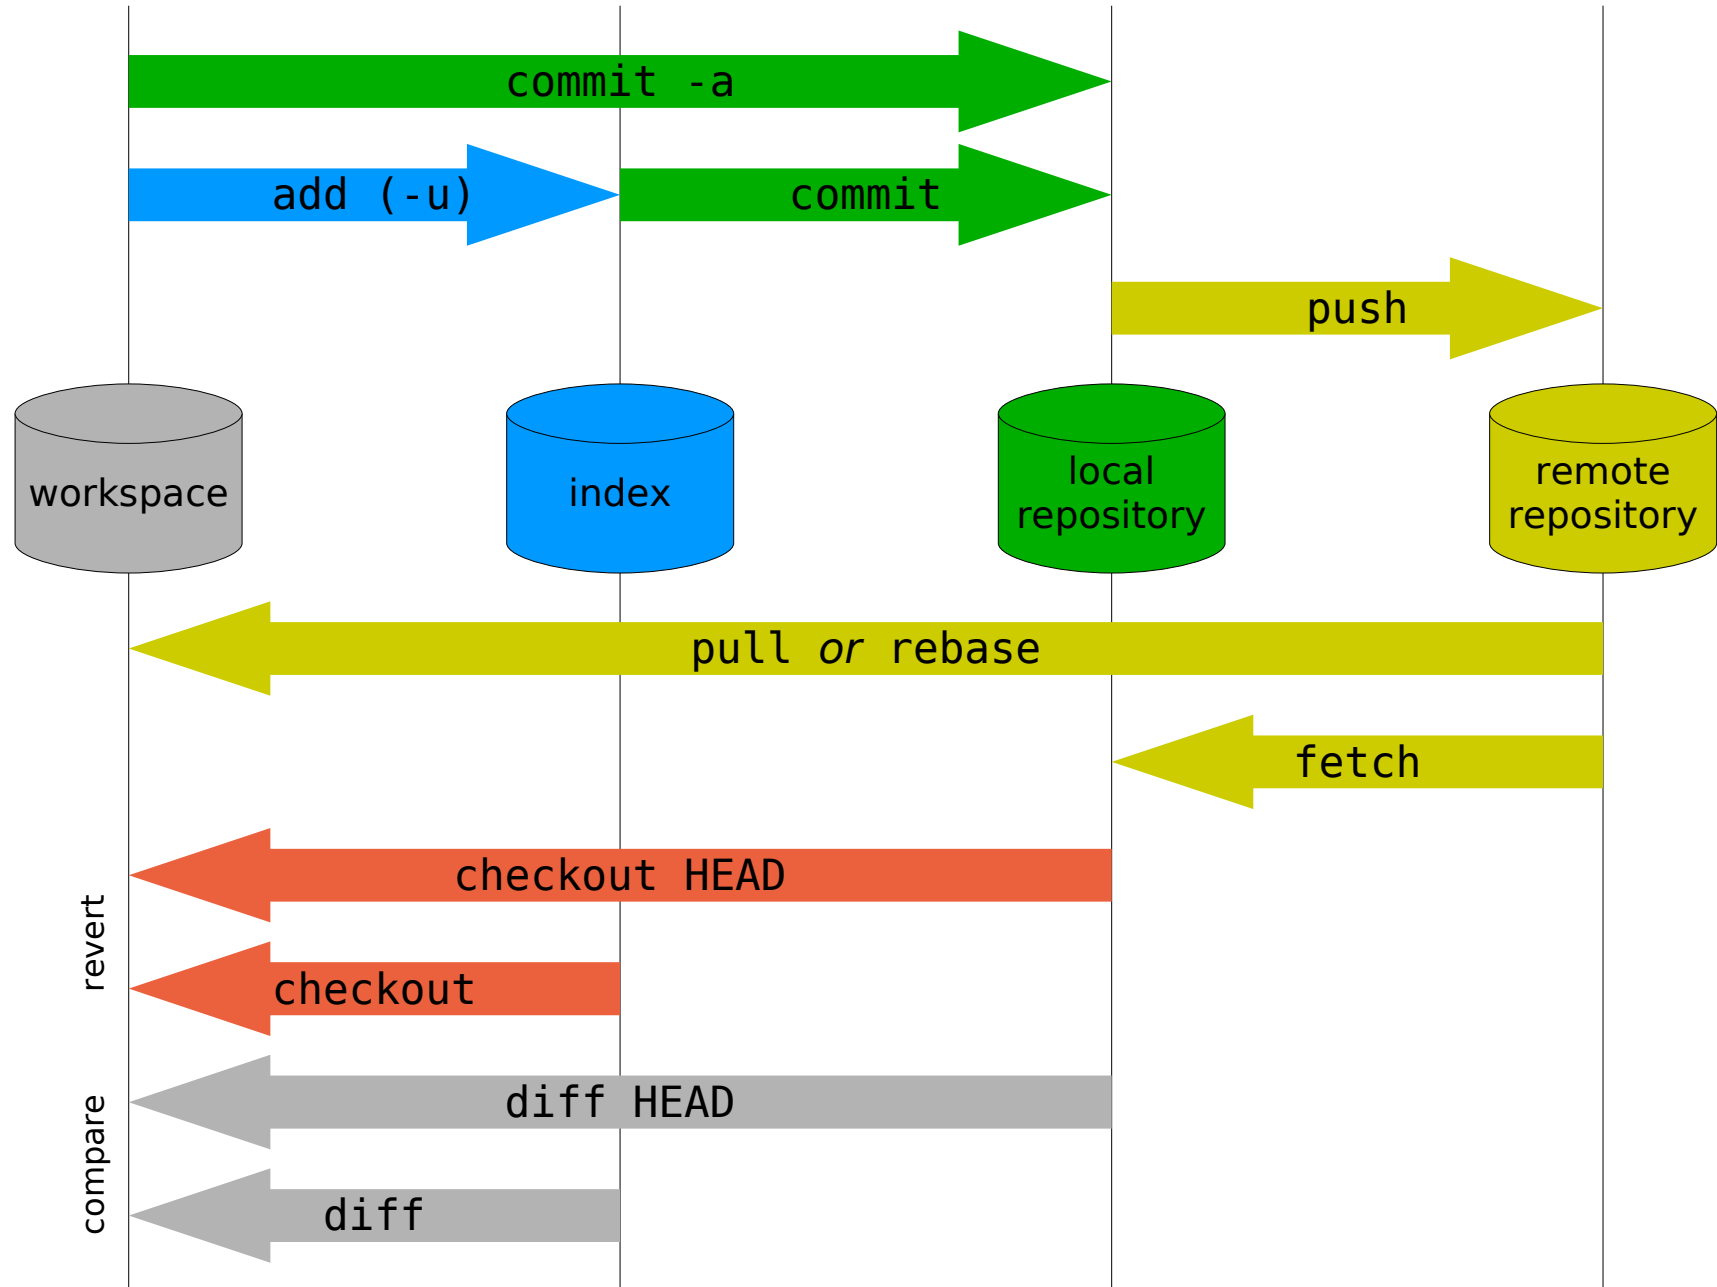 commit -a
add (-u)
commit
push
workspace
index
local
repository
remote
repository
pull or rebase
fetch
checkout HEAD
revert
checkout
diff HEAD
compare
diff